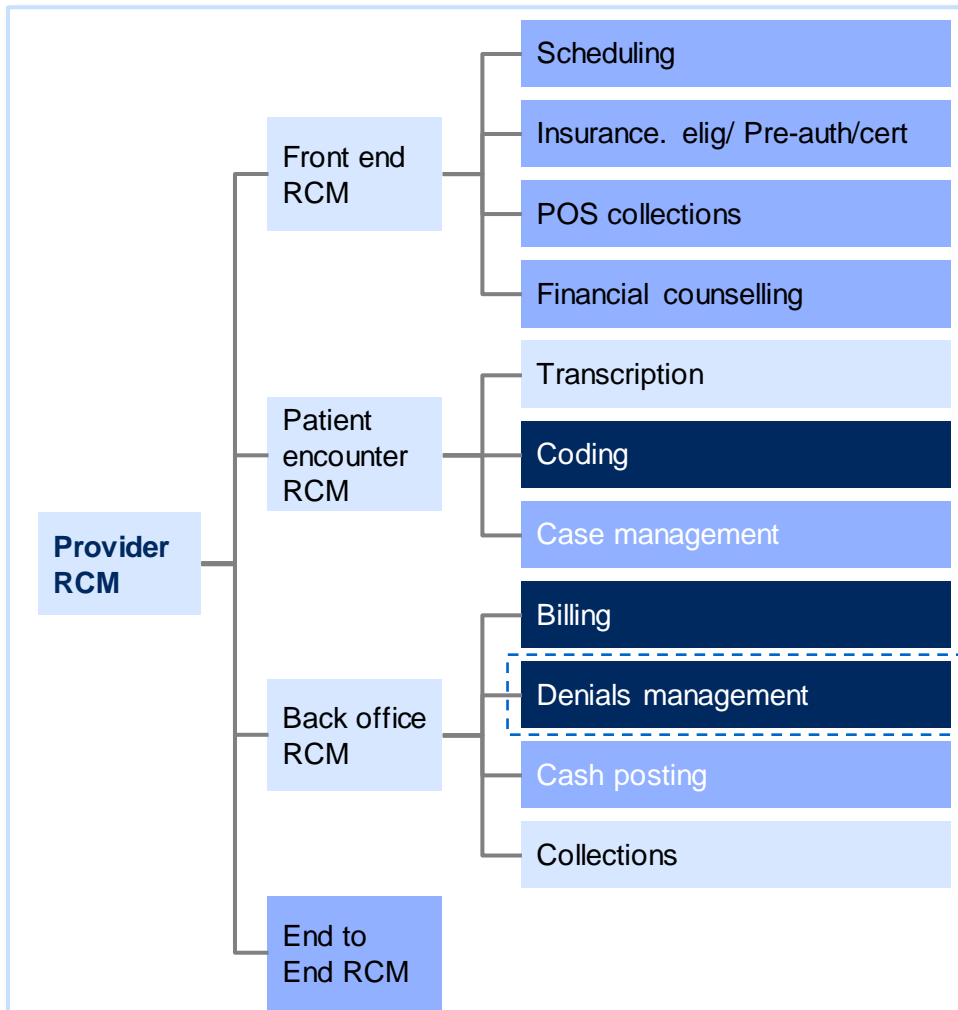 Provider
RCM
Front end
RCM
Scheduling
Insurance. elig/ Pre-auth/cert
POS collections
Financial counselling
Patient
encounter
RCM
Transcription
Coding
Case management
Back office
RCM
Billing
Denials management
Cash posting
Collections
End to
End RCM